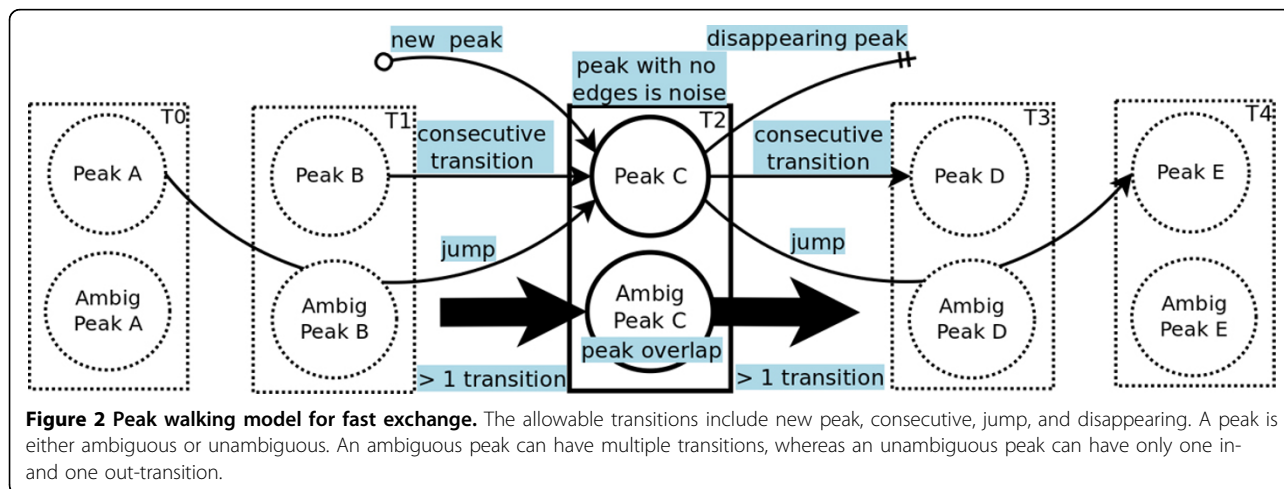 new peak
disappearing peak
peak with no
edges is noise
T0
T1
T2
T3
T4
consecutive
transition
consecutive
transition
Peak A
Peak B
Peak C
Peak D
Peak E
jump
jump
Ambig
Peak A
Ambig
Peak B
Ambig
Peak C
peak overlap
Ambig
Peak D
Ambig
Peak E
> 1 transition
> 1 transition
Figure 2 Peak walking model for fast exchange. The allowable transitions include new peak, consecutive, jump, and disappearing. A peak is
either ambiguous or unambiguous. An ambiguous peak can have multiple transitions, whereas an unambiguous peak can have only one in-
and one out-transition.